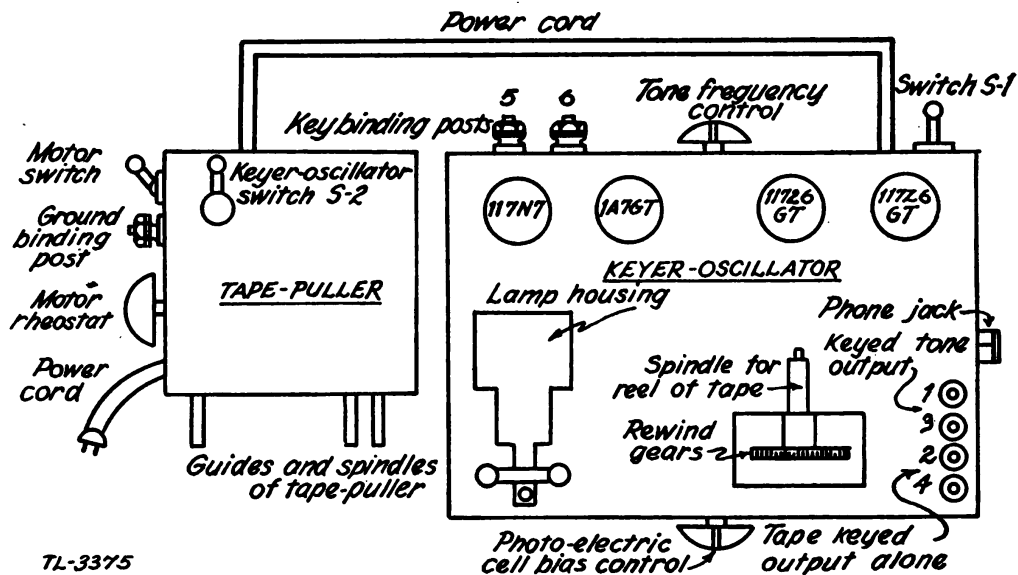 Power cord
Switch S-1
5 6
Tone frequency
control
Key binding posts
Motor
switch
Keyer-oscillator
switch S-2
117N7
1A7GT
117Z6
GT
117Z6
GT
Ground
binding
post
TAPE-PULLER
KEYER-OSCILLATOR
Motor
rheostat
Lamp housing
Phone jack
Keyed tone
output
Power
cord
Spindle for
reel of tape
1
3
2
4
Rewind
gears
Guides and spindles
of tape-puller
Photo-electric
cell bias control
Tape keyed
output alone
TL-3375